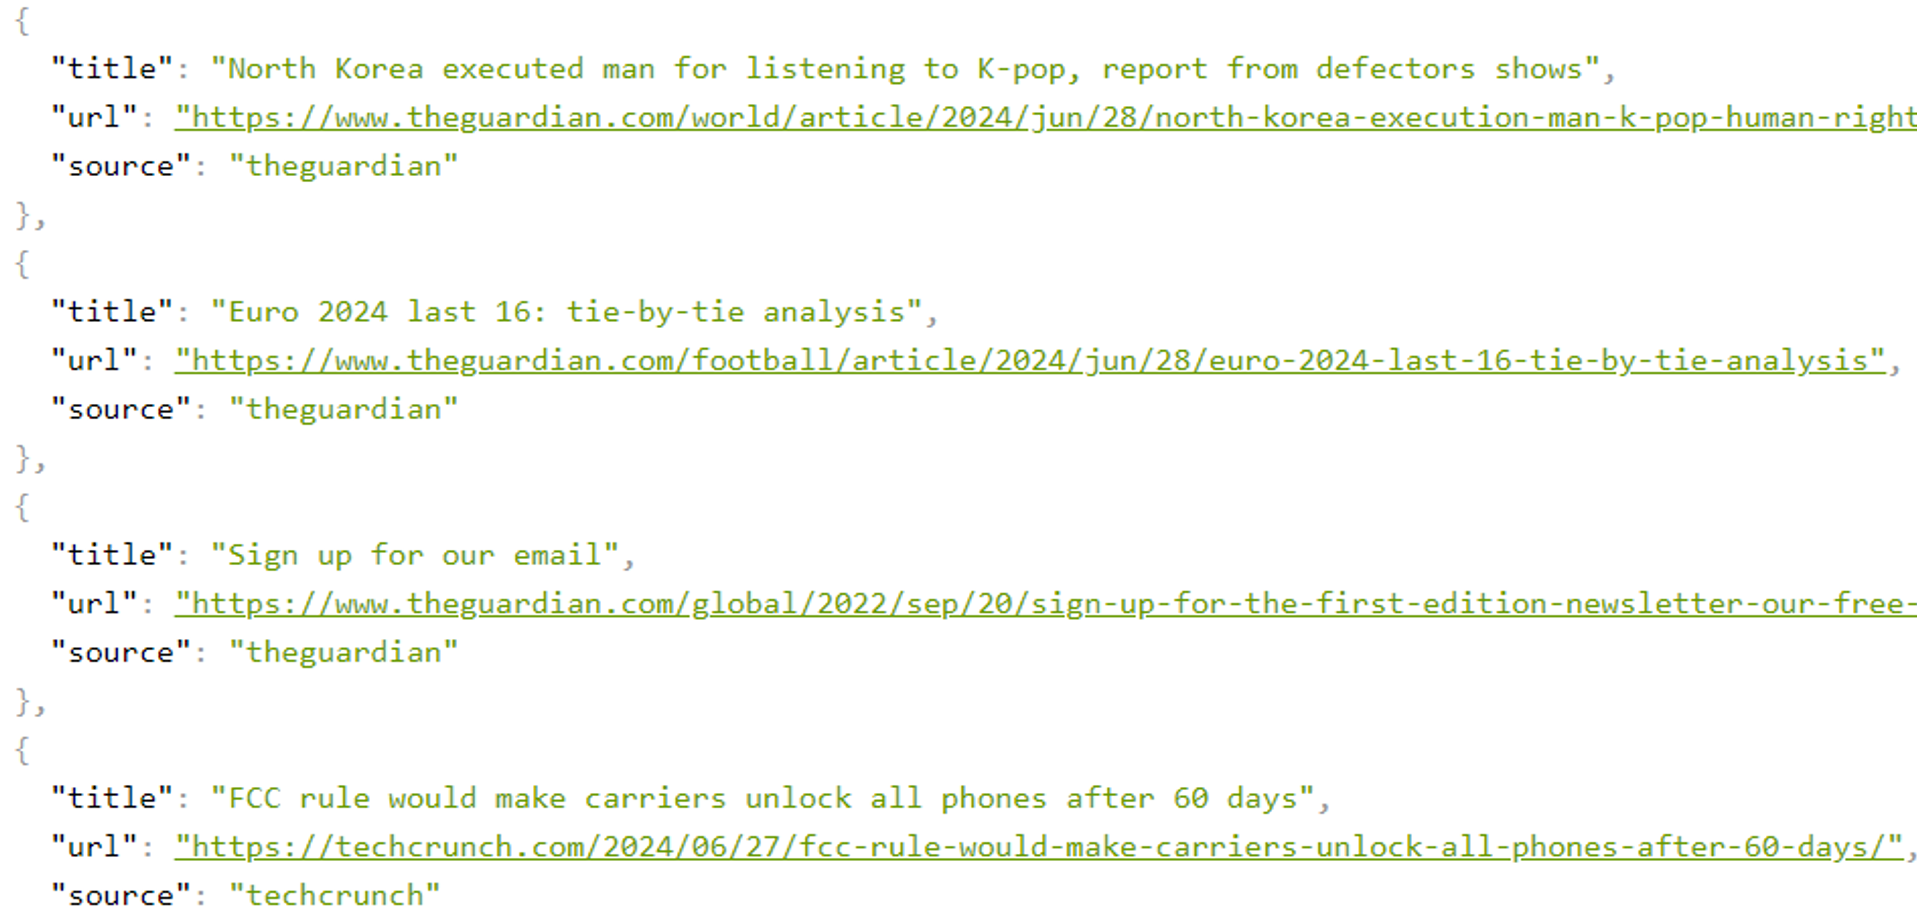 {
"title": "North Korea executed man for listening to K-pop, report from defectors shows",
"url": "https://www.theguardian.com/world/article/2024/jun/28/north-korea-execution-man-k-pop-human-right
"source": "theguardian"
},
{
"title": "Euro 2024 last 16: tie-by-tie analysis",
"url": "https://www.theguardian.com/football/article/2024/jun/28/euro-2024-last-16-tie-by-tie-analysis",
"source": "theguardian"
},
{
"title": "Sign up for our email",
"url": "https://www.theguardian.com/global/2022/sep/20/sign-up-for-the-first-edition-newsletter-our-free-
"source": "theguardian"
},
{
"title": "FCC rule would make carriers unlock all phones after 60 days",
"url": "https://techcrunch.com/2024/06/27/fcc-rule-would-make-carriers-unlock-all-phones-after-60-days/",
"source": "techcrunch"